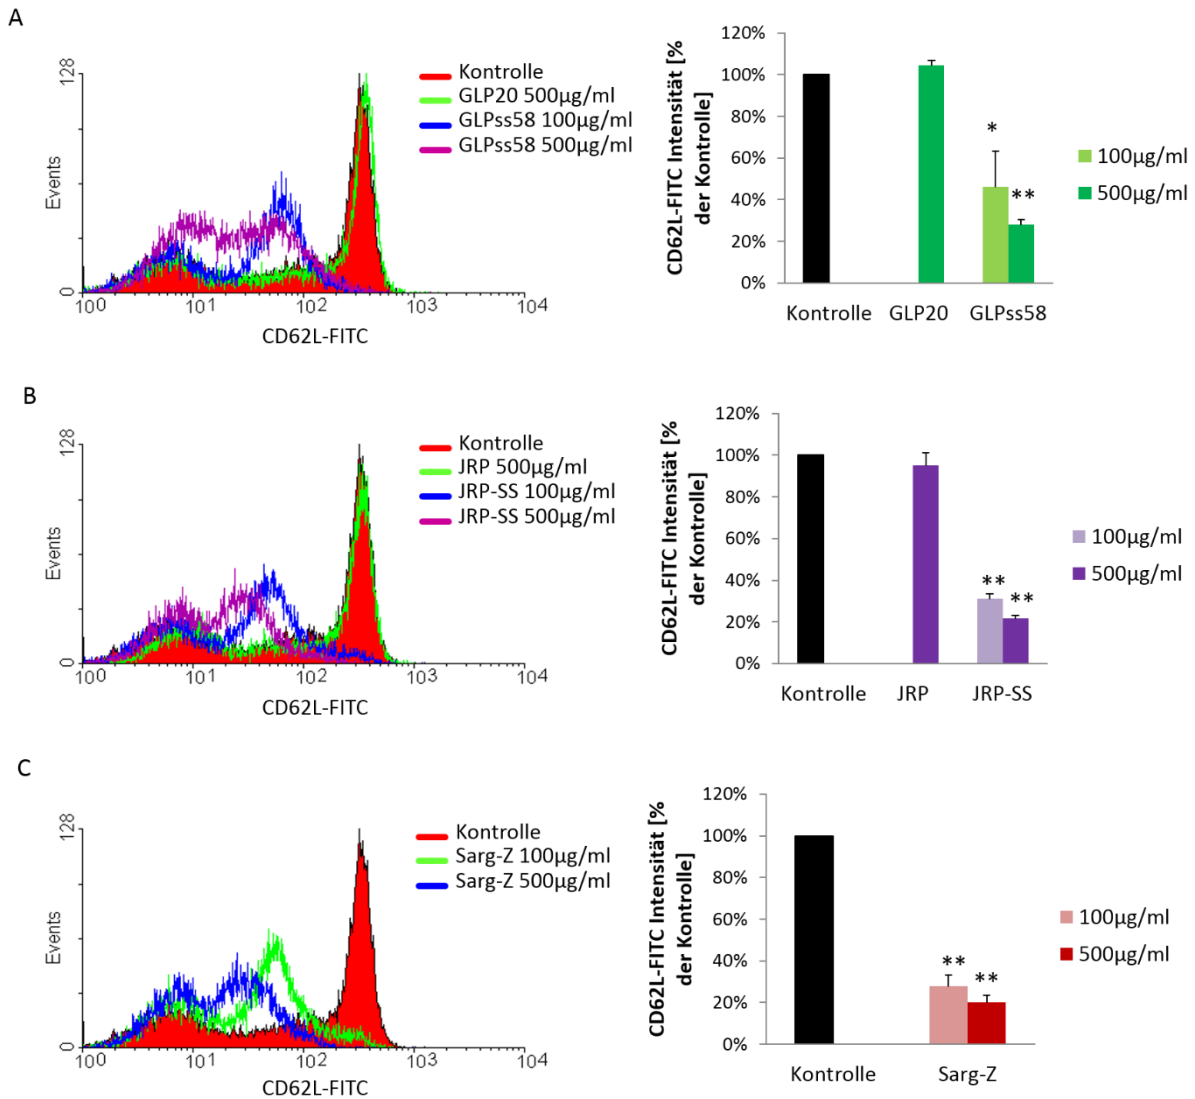 A
128
Events
0
10⁰ 10¹ 10² 10³ 10⁴
CD62L-FITC
Kontrolle
GLP20 500µg/ml
GLPss58 100µg/ml
GLPss58 500µg/ml
CD62L-FITC Intensität [%
der Kontrolle]
120%
100%
80%
60%
40%
20%
0%
*
**
Kontrolle GLP20 GLPss58
100µg/ml
500µg/ml
B
128
Events
0
10⁰ 10¹ 10² 10³ 10⁴
CD62L-FITC
Kontrolle
JRP 500µg/ml
JRP-SS 100µg/ml
JRP-SS 500µg/ml
CD62L-FITC Intensität [%
der Kontrolle]
120%
100%
80%
60%
40%
20%
0%
**
**
Kontrolle JRP JRP-SS
100µg/ml
500µg/ml
C
128
Events
0
10⁰ 10¹ 10² 10³ 10⁴
CD62L-FITC
Kontrolle
Sarg-Z 100µg/ml
Sarg-Z 500µg/ml
CD62L-FITC Intensität [%
der Kontrolle]
120%
100%
80%
60%
40%
20%
0%
**
**
Kontrolle Sarg-Z
100µg/ml
500µg/ml